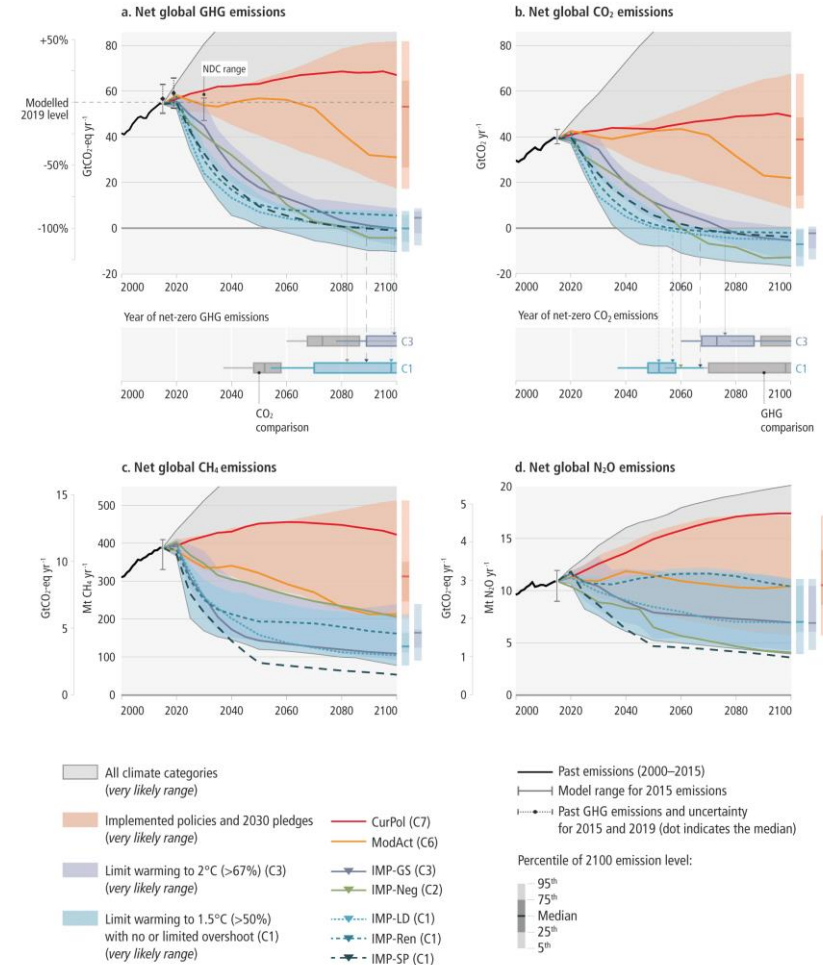 a. Net global GHG emissions
+50%
Modelled
2019 level
-50%
-100%
GtCO₂-eq yr⁻¹
80
60
40
20
0
-20
NDC range
2000 2020 2040 2060 2080 2100
Year of net-zero GHG emissions
C3
C1
2000 2020 2040 2060 2080 2100
CO₂
comparison
b. Net global CO₂ emissions
GtCO₂ yr⁻¹
80
60
40
20
0
-20
2000 2020 2040 2060 2080 2100
Year of net-zero CO₂ emissions
C3
C1
2000 2020 2040 2060 2080 2100
GHG
comparison
c. Net global CH₄ emissions
GtCO₂-eq yr⁻¹
15
10
5
0
Mt CH₄ yr⁻¹
500
400
300
200
100
0
2000 2020 2040 2060 2080 2100
d. Net global N₂O emissions
GtCO₂-eq yr⁻¹
5
4
3
2
1
0
Mt N₂O yr⁻¹
20
15
10
5
0
2000 2020 2040 2060 2080 2100
All climate categories
(very likely range)
Implemented policies and 2030 pledges
(very likely range)
Limit warming to 2°C (>67%) (C3)
(very likely range)
Limit warming to 1.5°C (>50%)
with no or limited overshoot (C1)
(very likely range)
CurPol (C7)
ModAct (C6)
IMP-GS (C3)
IMP-Neg (C2)
IMP-LD (C1)
IMP-Ren (C1)
IMP-SP (C1)
Past emissions (2000–2015)
Model range for 2015 emissions
Past GHG emissions and uncertainty
for 2015 and 2019 (dot indicates the median)
Percentile of 2100 emission level:
95th
75th
Median
25th
5th